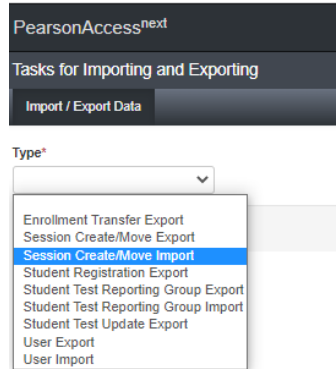 PearsonAccessnext
Tasks for Importing and Exporting
Import / Export Data
Type*
Enrollment Transfer Export
Session Create/Move Export
Session Create/Move Import
Student Registration Export
Student Test Reporting Group Export
Student Test Reporting Group Import
Student Test Update Export
User Export
User Import